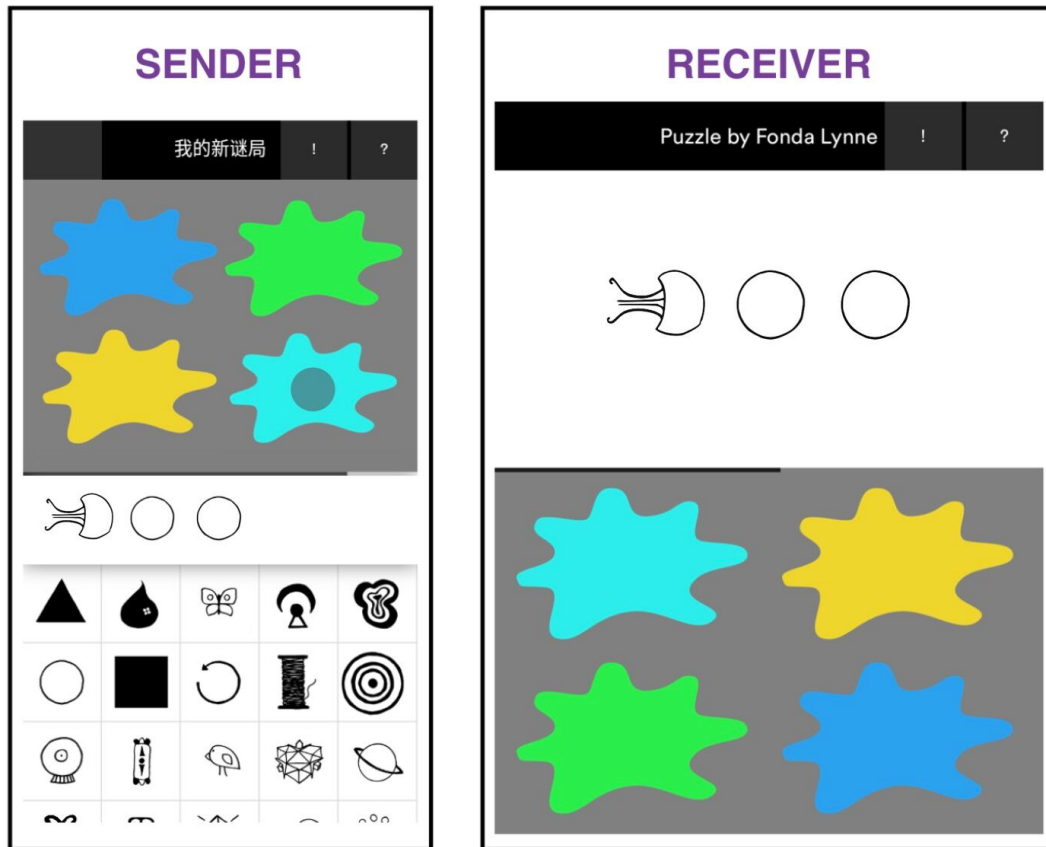 SENDER
我的新谜局 ! ?
RECEIVER
Puzzle by Fonda Lynne ! ?